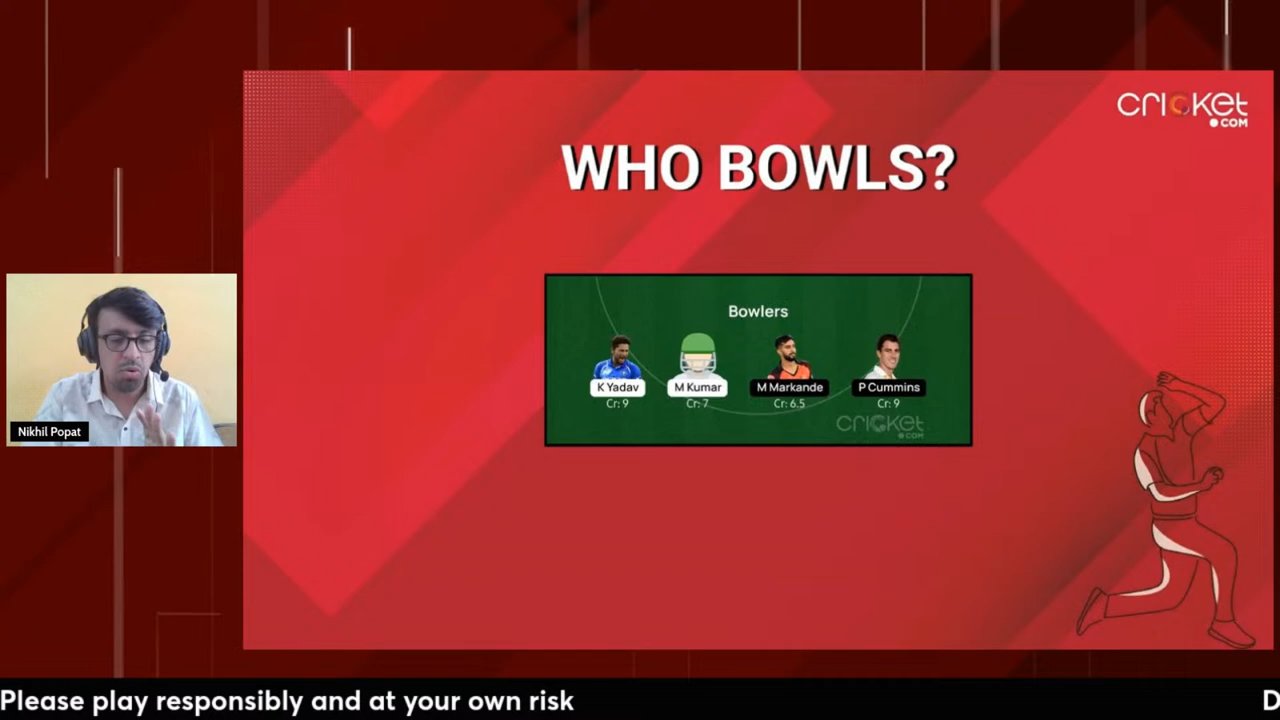 cricket
.COM
WHO BOWLS?
Bowlers
K Yadav
Cr: 9
M Kumar
Cr: 7
M Markande
Cr: 6.5
P Cummins
Cr: 9
cricket
.COM
Nikhil Popat
Please play responsibly and at your own risk
D